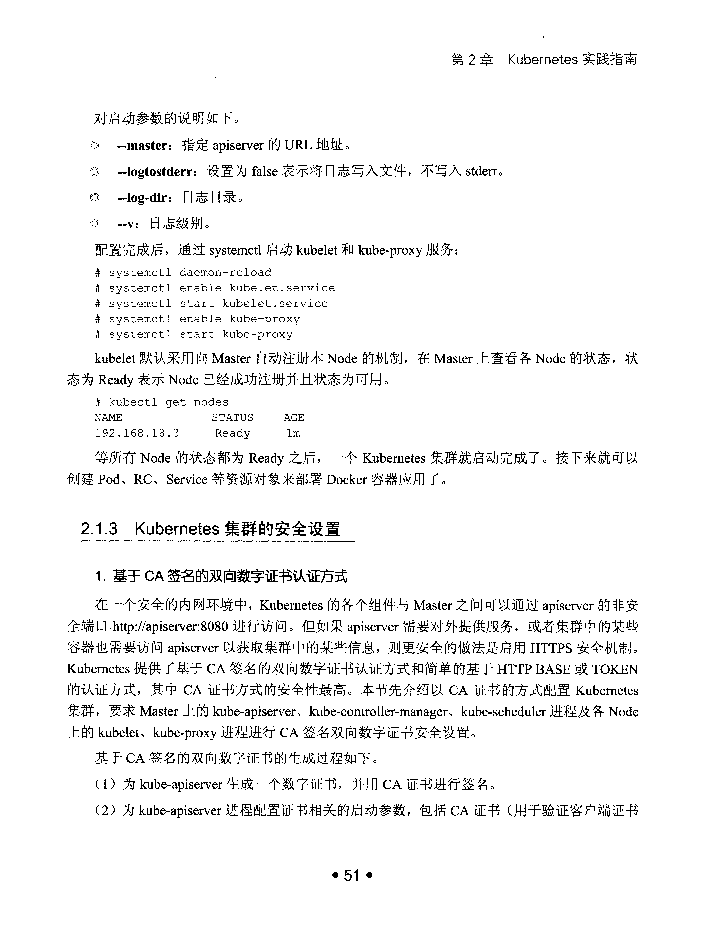 第2章 Kubernetes 实践指南
对启动参数的说明如下。
--master：指定 apiserver 的 URL 地址。
--logtostderr：设置为 false 表示将日志写入文件，不写入 stderr。
--log-dir：日志目录。
--v：日志级别。
配置完成后，通过 systemctl 启动 kubelet 和 kube-proxy 服务：
# systemctl daemon-reload
# systemctl enable kubelet.service
# systemctl start kubelet.service
# systemctl enable kube-proxy
# systemctl start kube-proxy
kubelet 默认采用向 Master 自动注册本 Node 的机制，在 Master 上查看各 Node 的状态，状
态为 Ready 表示 Node 已经成功注册并且状态为可用。
# kubectl get nodes
NAME STATUS AGE
192.168.18.3 Ready 1m
等所有 Node 的状态都为 Ready 之后，一个 Kubernetes 集群就启动完成了。接下来就可以
创建 Pod、RC、Service 等资源对象来部署 Docker 容器应用了。
2.1.3 Kubernetes 集群的安全设置
1. 基于 CA 签名的双向数字证书认证方式
在一个安全的内网环境中，Kubernetes 的各个组件与 Master 之间可以通过 apiserver 的非安
全端口 http://apiserver:8080 进行访问。但如果 apiserver 需要对外提供服务，或者集群中的某些
容器也需要访问 apiserver 以获取集群中的某些信息，则更安全的做法是启用 HTTPS 安全机制。
Kubernetes 提供了基于 CA 签名的双向数字证书认证方式和简单的基于 HTTP BASE 或 TOKEN
的认证方式，其中 CA 证书方式的安全性最高。本节先介绍以 CA 证书的方式配置 Kubernetes
集群，要求 Master 上的 kube-apiserver、kube-controller-manager、kube-scheduler 进程及各 Node
上的 kubelet、kube-proxy 进程进行 CA 签名双向数字证书安全设置。
基于 CA 签名的双向数字证书的生成过程如下。
（1）为 kube-apiserver 生成一个数字证书，并用 CA 证书进行签名。
（2）为 kube-apiserver 进程配置证书相关的启动参数，包括 CA 证书（用于验证客户端证书
• 51 •